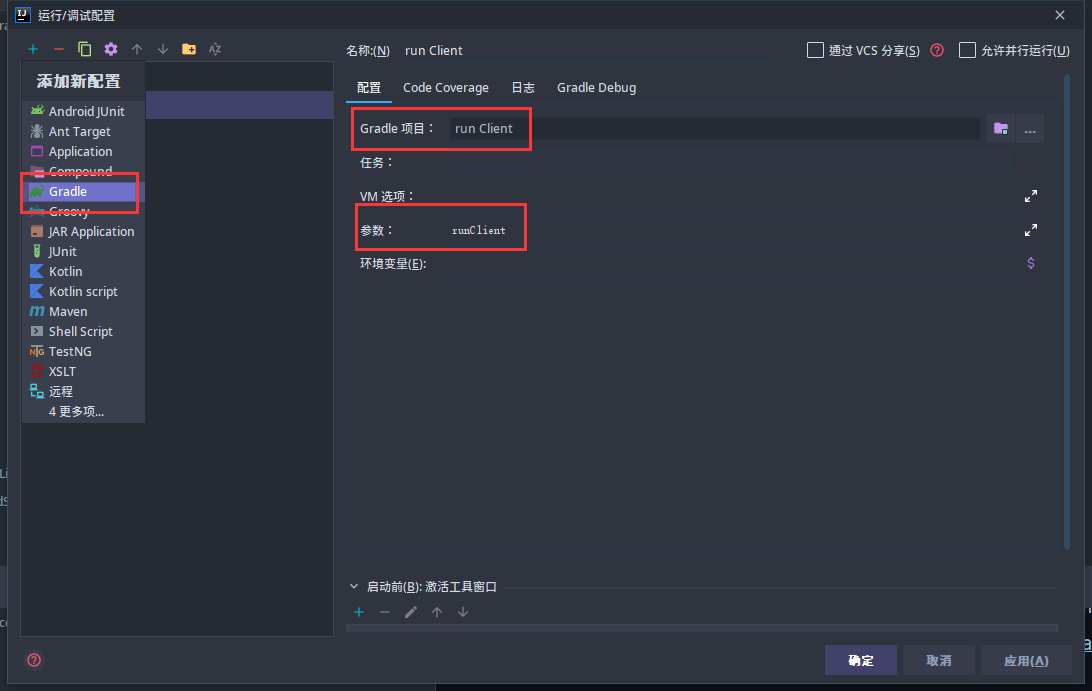 运行/调试配置
添加新配置
Android JUnit
Ant Target
Application
Compound
Gradle
Groovy
JAR Application
JUnit
Kotlin
Kotlin script
Maven
Shell Script
TestNG
XSLT
远程
4 更多项...
名称:(N) run Client
通过 VCS 分享(S) 允许并行运行(U)
配置 Code Coverage 日志 Gradle Debug
Gradle 项目： run Client ...
任务：
VM 选项：
参数： runClient
环境变量(E):
启动前(B): 激活工具窗口
确定 取消 应用(A)